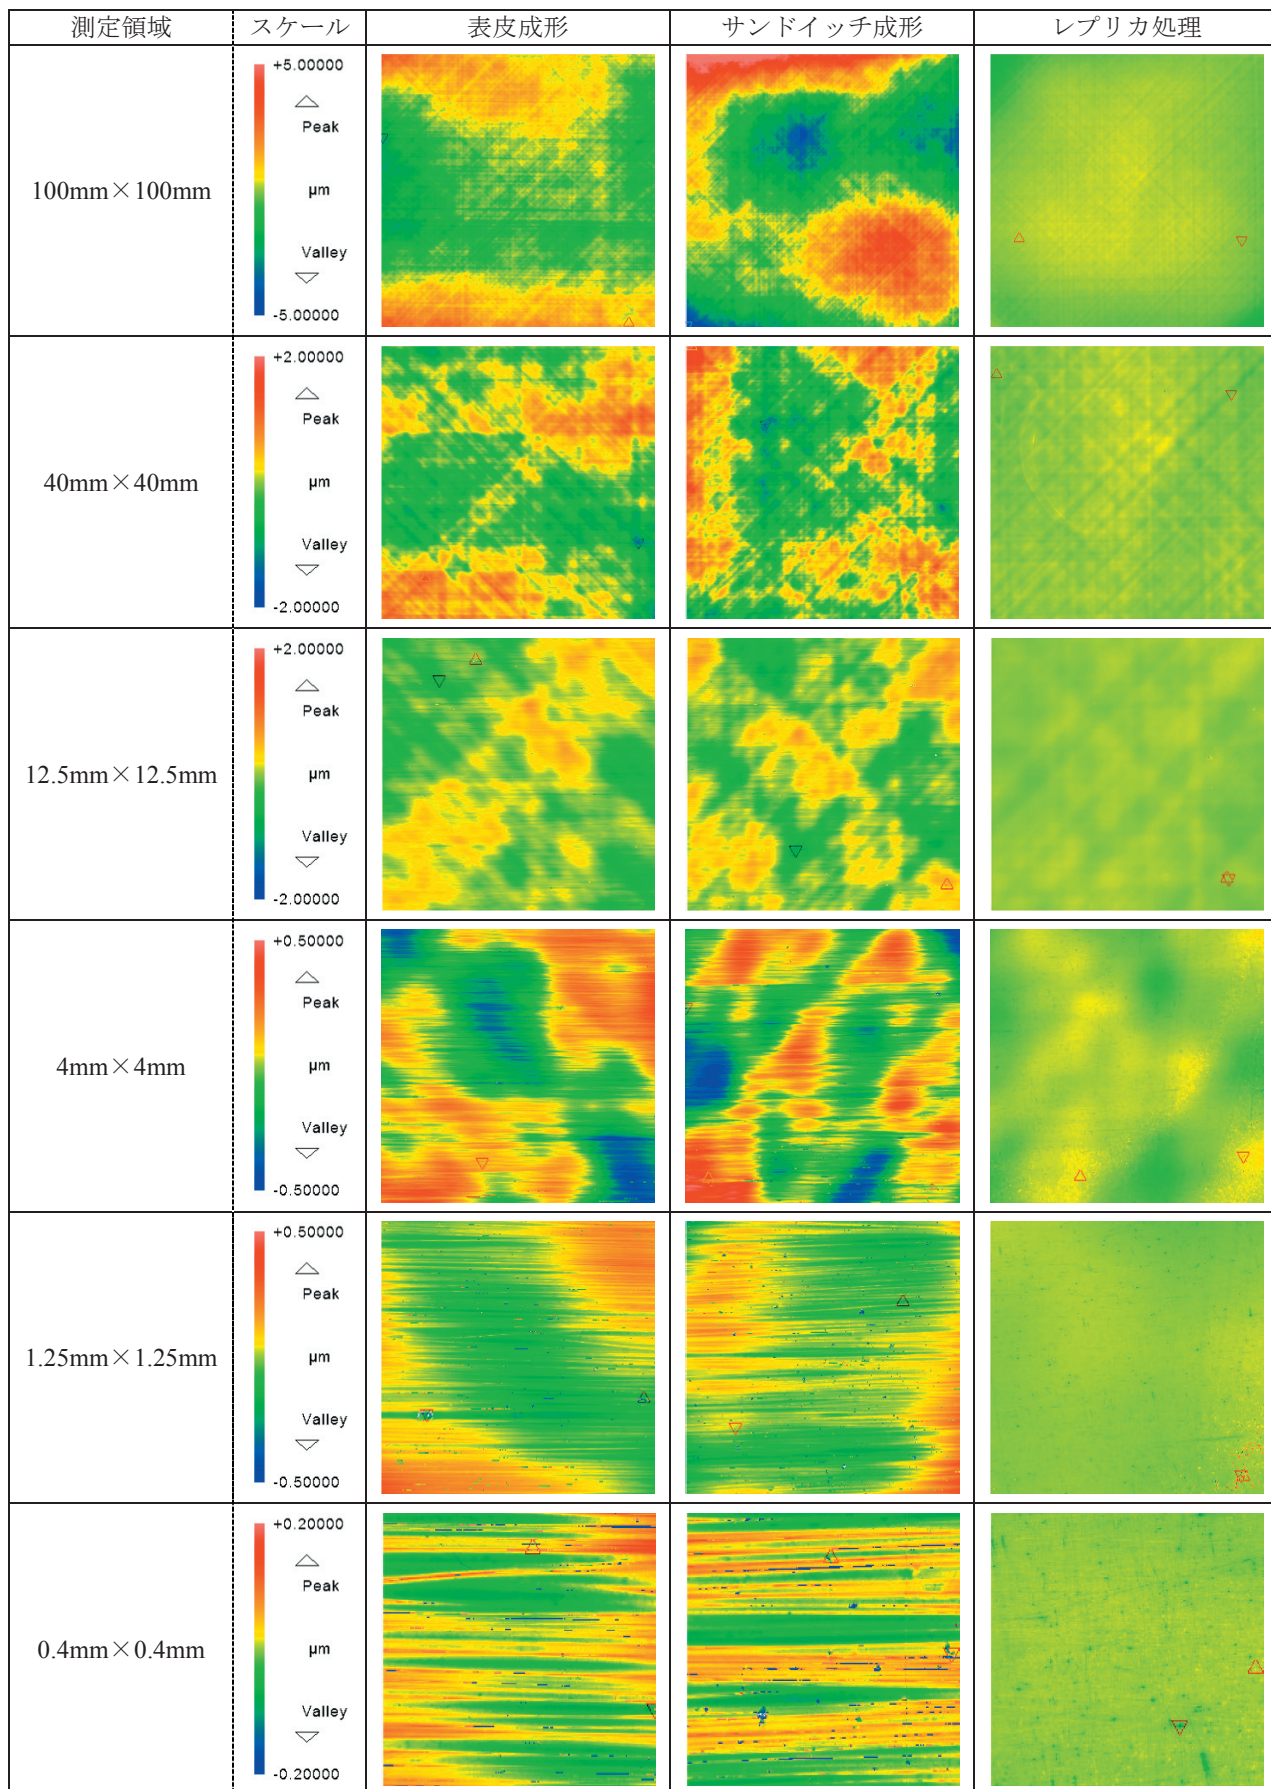 測定領域 スケール 表皮成形 サンドイッチ成形 レプリカ処理
100mm×100mm
+5.00000
Peak
μm
Valley
-5.00000
40mm×40mm
+2.00000
Peak
μm
Valley
-2.00000
12.5mm×12.5mm
+2.00000
Peak
μm
Valley
-2.00000
4mm×4mm
+0.50000
Peak
μm
Valley
-0.50000
1.25mm×1.25mm
+0.50000
Peak
μm
Valley
-0.50000
0.4mm×0.4mm
+0.20000
Peak
μm
Valley
-0.20000